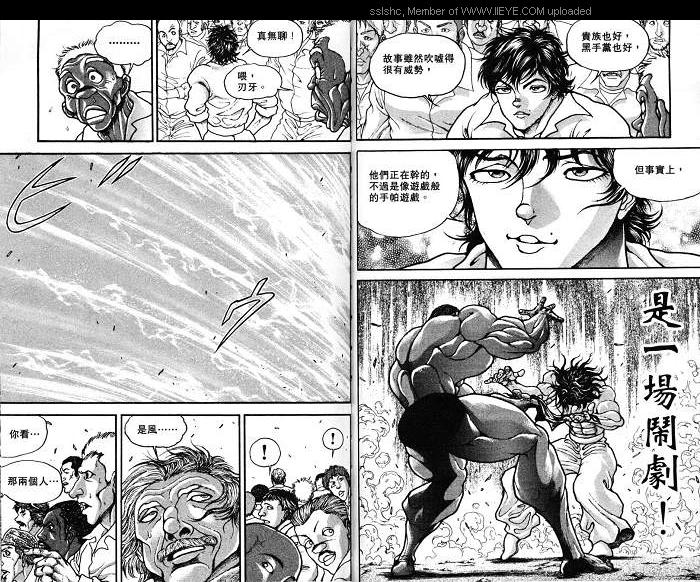 sslshc, Member of WWW.IIEYE.COM uploaded
貴族也好，
黑手黨也好，
故事雖然吹噓得
很有威勢，
但事實上，
他們正在幹的，
不過是像遊戲般
的手帕遊戲。
是一場鬧劇！
真無聊！
喂，
刃牙。
………
ビ
ュ
！
！
是風……
你看…
那兩個人…